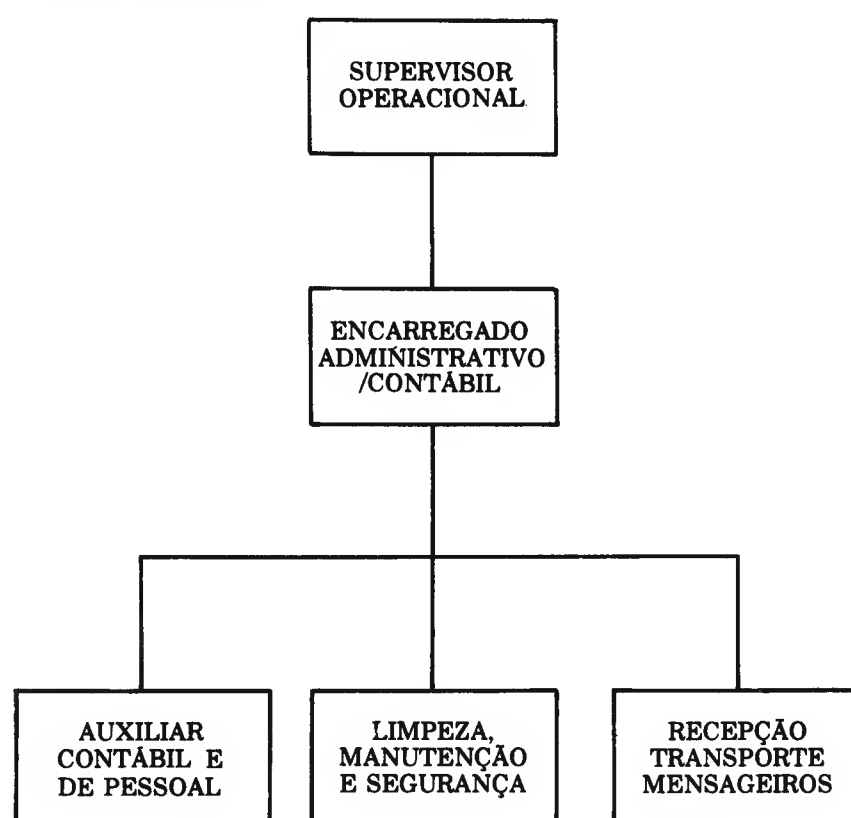 SUPERVISOR
OPERACIONAL
ENCARREGADO
ADMINISTRATIVO
/CONTÁBIL
AUXILIAR
CONTÁBIL E
DE PESSOAL
LIMPEZA,
MANUTENÇÃO
E SEGURANÇA
RECEPÇÃO
TRANSPORTE
MENSAGEIROS